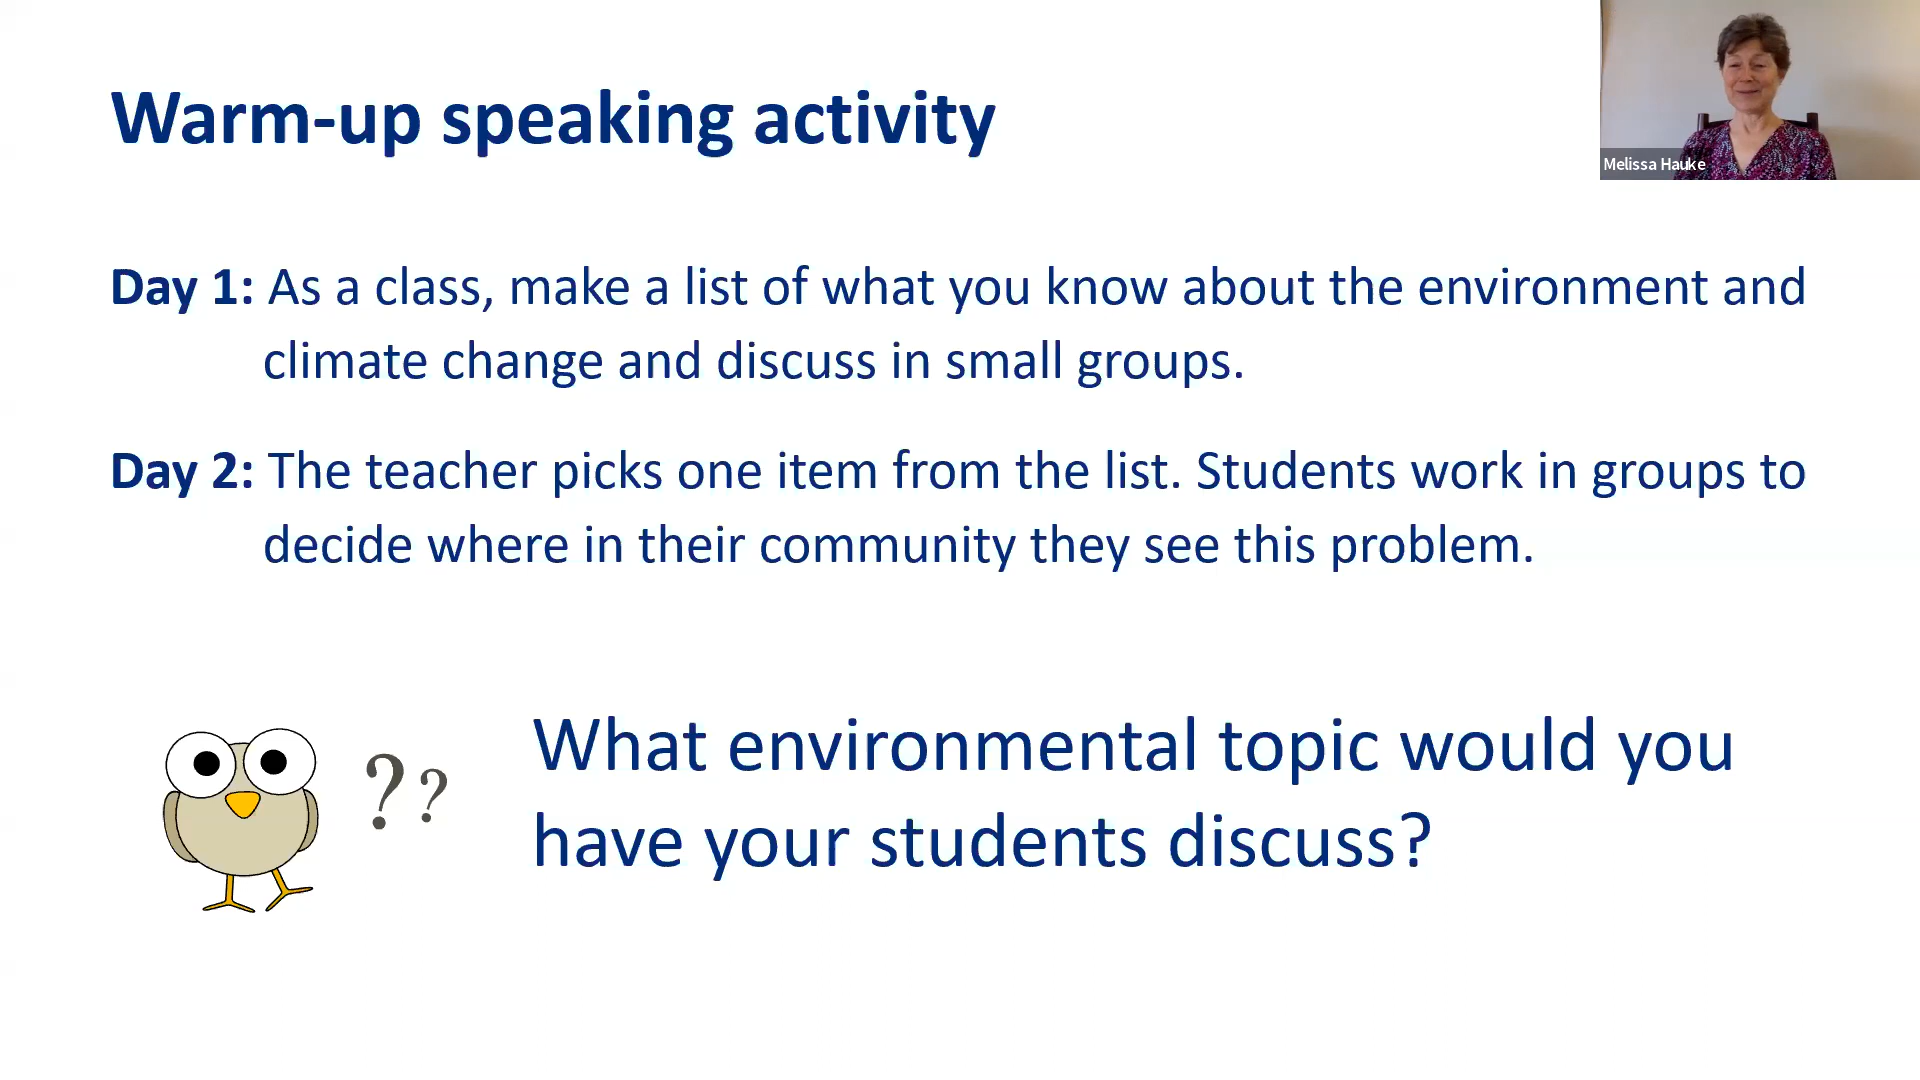 Warm-up speaking activity
Melissa Hauke
Day 1: As a class, make a list of what you know about the environment and
climate change and discuss in small groups.
Day 2: The teacher picks one item from the list. Students work in groups to
decide where in their community they see this problem.
? ?
What environmental topic would you
have your students discuss?